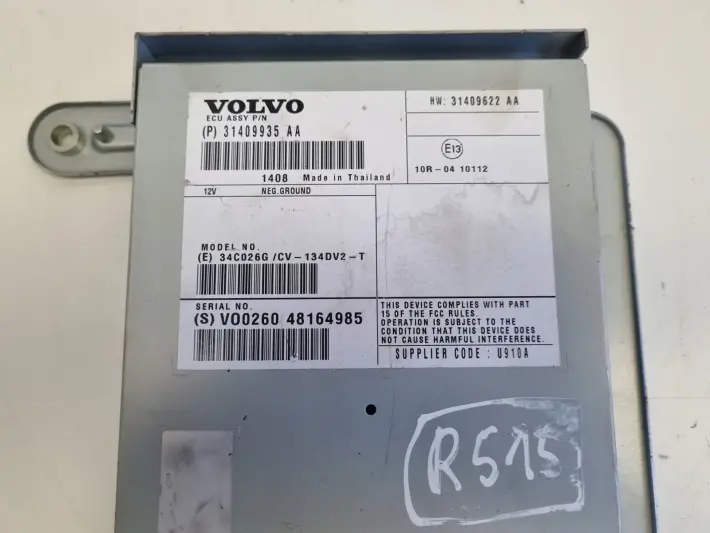 VOLVO
ECU ASSY P/N
(P) 31409935 AA
1408 Made in Thailand
HW: 31409622 AA
E13
10R-04 10112
12V NEG.GROUND
MODEL NO.
(E) 34C026G/CV-134DV2-T
SERIAL NO.
(S) VO0260 48164985
THIS DEVICE COMPLIES WITH PART
15 OF THE FCC RULES.
OPERATION IS SUBJECT TO THE
CONDITION THAT THIS DEVICE DOES
NOT CAUSE HARMFUL INTERFERENCE.
SUPPLIER CODE : U910A
R515